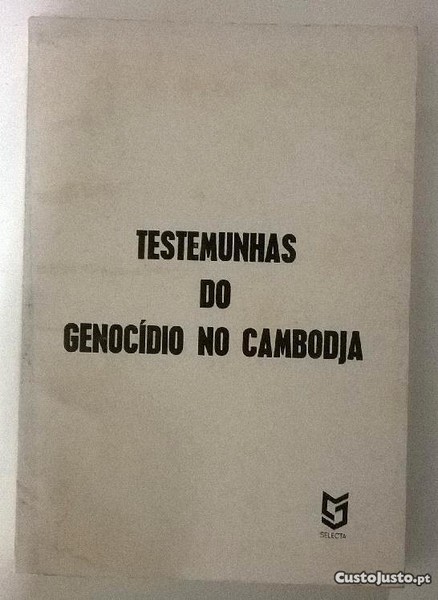 TESTEMUNHAS
DO
GENOCÍDIO NO CAMBODJA
SELECTA
CustoJusto.pt